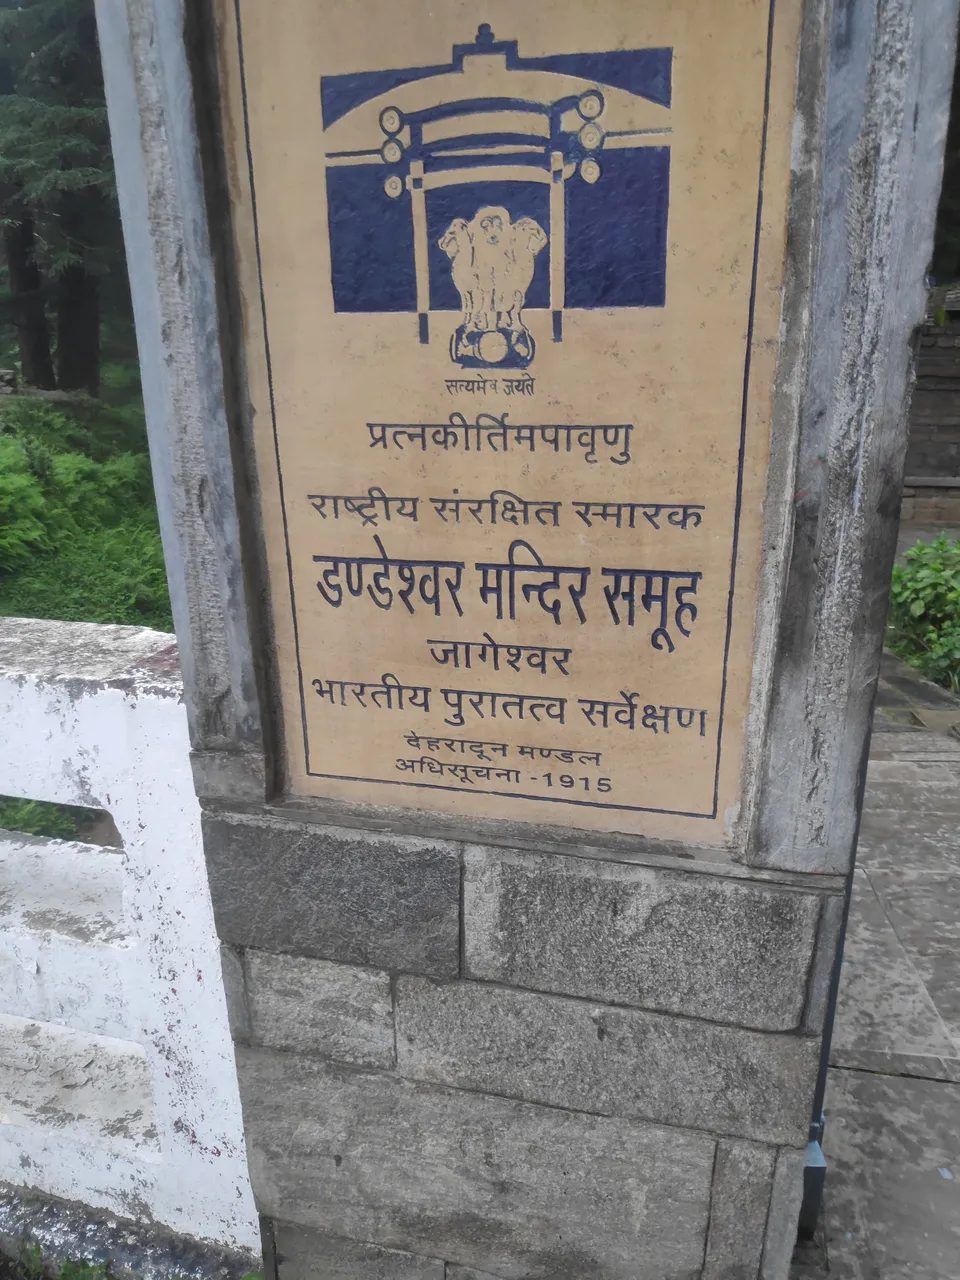 सत्यमेव जयते
प्रत्नकीर्तिमपावृणु
राष्ट्रीय संरक्षित स्मारक
डण्डेश्वर मन्दिर समूह
जागेश्वर
भारतीय पुरातत्व सर्वेक्षण
देहरादून मण्डल
अधिसूचना -1915